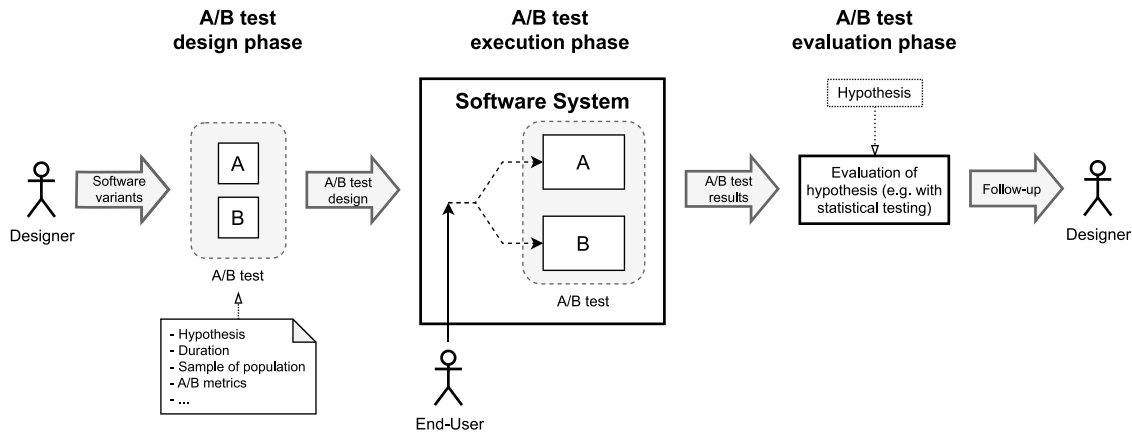 A/B test
design phase
A/B test
execution phase
A/B test
evaluation phase
Designer
Software
variants
A
B
A/B test
- Hypothesis
- Duration
- Sample of population
- A/B metrics
- ...
A/B test
design
Software System
A
B
A/B test
End-User
A/B test
results
Hypothesis
Evaluation of
hypothesis (e.g. with
statistical testing)
Follow-up
Designer